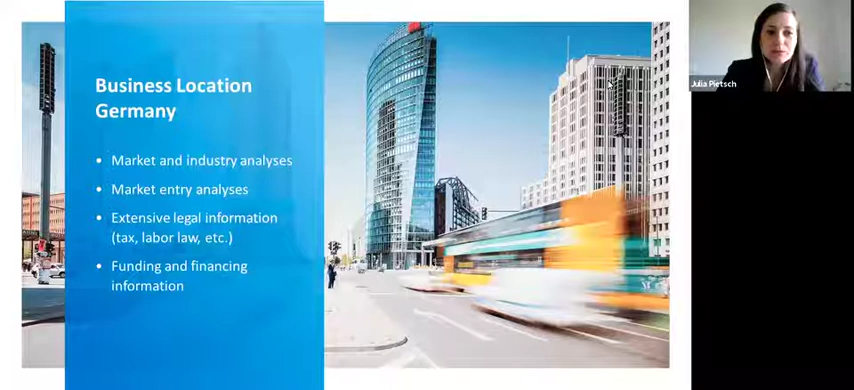 Business Location
Germany
• Market and industry analyses
• Market entry analyses
• Extensive legal information
(tax, labor law, etc.)
• Funding and financing
information
Julia Pietsch